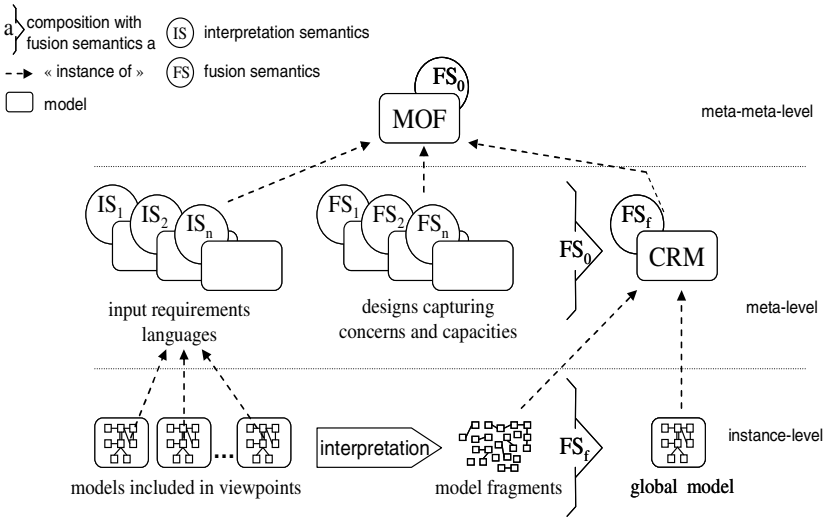 a composition with
fusion semantics a
IS interpretation semantics
« instance of »
FS fusion semantics
model
FS0
MOF
meta-meta-level
IS1
IS2
ISn
FS1
FS2
FSn
FS0
FSf
CRM
input requirements
languages
designs capturing
concerns and capacities
meta-level
...
interpretation
FSf
instance-level
models included in viewpoints
model fragments
global model